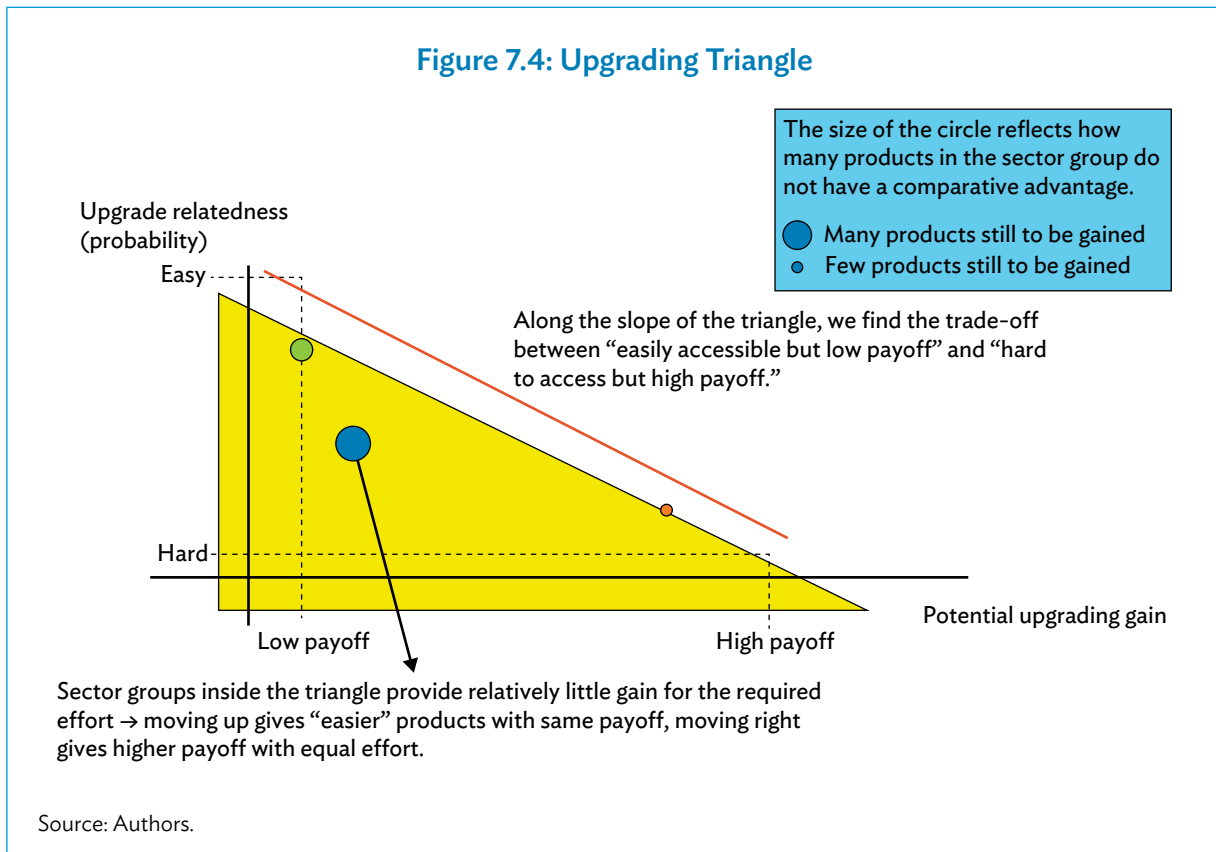 Figure 7.4: Upgrading Triangle
The size of the circle reflects how
many products in the sector group do
not have a comparative advantage.
Many products still to be gained
Few products still to be gained
Upgrade relatedness
(probability)
Easy
Along the slope of the triangle, we find the trade-off
between “easily accessible but low payoff” and “hard
to access but high payoff.”
Hard
Low payoff
High payoff
Potential upgrading gain
Sector groups inside the triangle provide relatively little gain for the required
effort → moving up gives “easier” products with same payoff, moving right
gives higher payoff with equal effort.
Source: Authors.